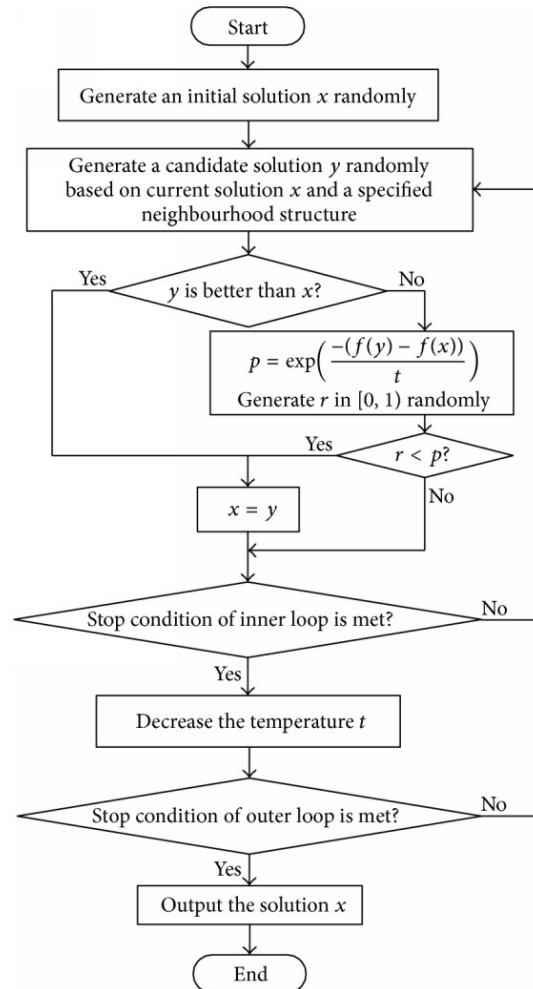 Start
Generate an initial solution x randomly
Generate a candidate solution y randomly
based on current solution x and a specified
neighbourhood structure
Yes
No
y is better than x?
p = exp(−(f(y) − f(x))/t)
Generate r in [0, 1) randomly
Yes
r < p?
No
x = y
Stop condition of inner loop is met?
No
Yes
Decrease the temperature t
Stop condition of outer loop is met?
No
Yes
Output the solution x
End